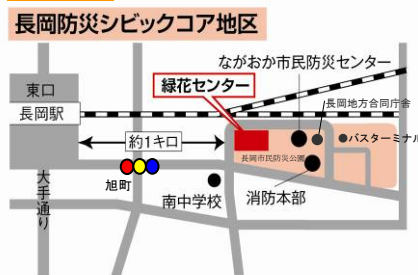 長岡防災シビックコア地区
ながおか市民防災センター
東口
緑花センター
長岡地方合同庁舎
長岡駅
約1キロ
バスターミナル
長岡市民防災公園
旭町
大手通り
南中学校
消防本部